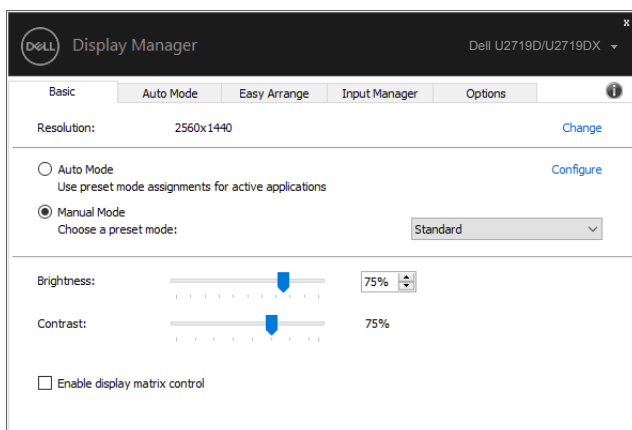 x
DELL Display Manager Dell U2719D/U2719DX
Basic Auto Mode Easy Arrange Input Manager Options
Resolution: 2560x1440 Change
Auto Mode Configure
Use preset mode assignments for active applications
Manual Mode
Choose a preset mode: Standard
Brightness: 75%
Contrast: 75%
Enable display matrix control